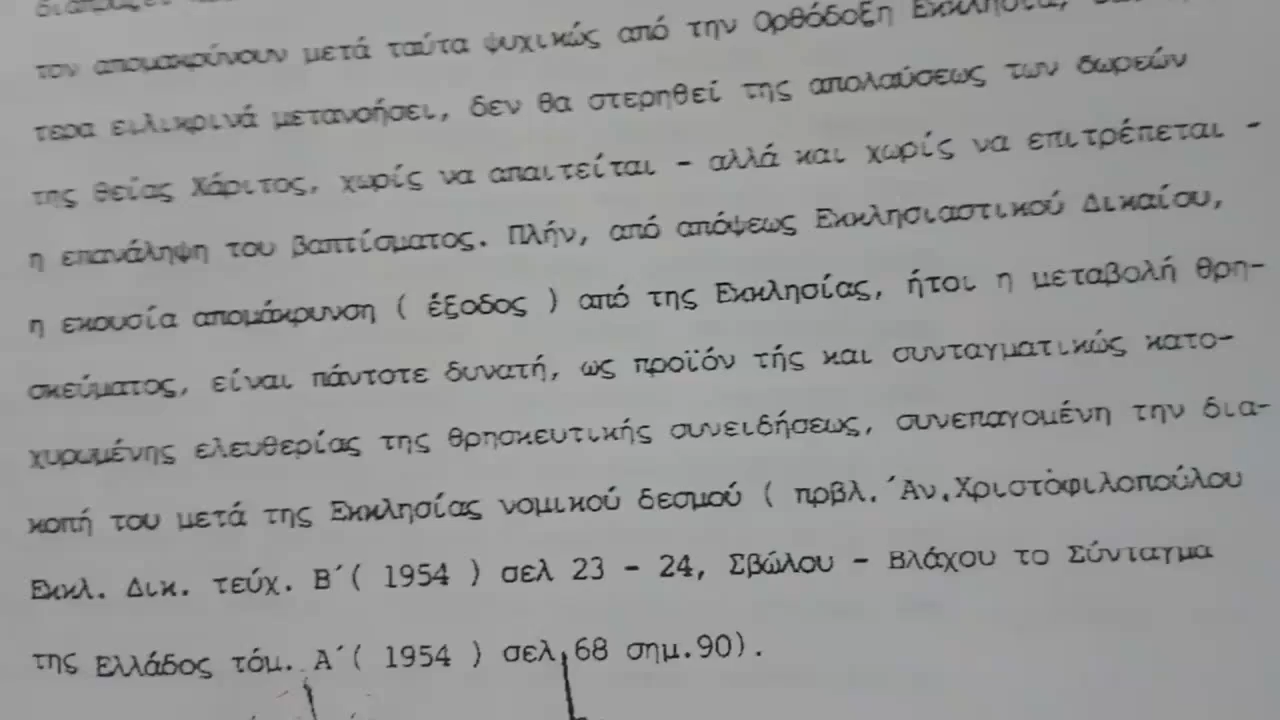 τον απομακρύνουν μετά ταύτα ψυχικώς από την Ορθόδοξη Εκκλησία,
τερα ειλικρινά μετανοήσει, δεν θα στερηθεί της απολαύσεως των δωρεών
της θείας Χάριτος, χωρίς να απαιτείται - αλλά και χωρίς να επιτρέπεται -
η επανάληψη του βαπτίσματος. Πλήν, από απόψεως Εκκλησιαστικού Δικαίου,
η εκουσία απομάκρυνση ( έξοδος ) από της Εκκλησίας, ήτοι η μεταβολή θρη-
σκεύματος, είναι πάντοτε δυνατή, ως προϊόν τής και συνταγματικώς κατο-
χυρωμένης ελευθερίας της θρησκευτικής συνειδήσεως, συνεπαγομένη την δια-
κοπή του μετά της Εκκλησίας νομικού δεσμού ( πρβλ. ΄Αν.Χριστόφιλοπούλου
Εκκλ. Δικ. τεύχ. Β΄( 1954 ) σελ 23 - 24, Σβώλου - Βλάχου το Σύνταγμα
της Ελλάδος τόμ. Α΄( 1954 ) σελ.68 σημ.90).